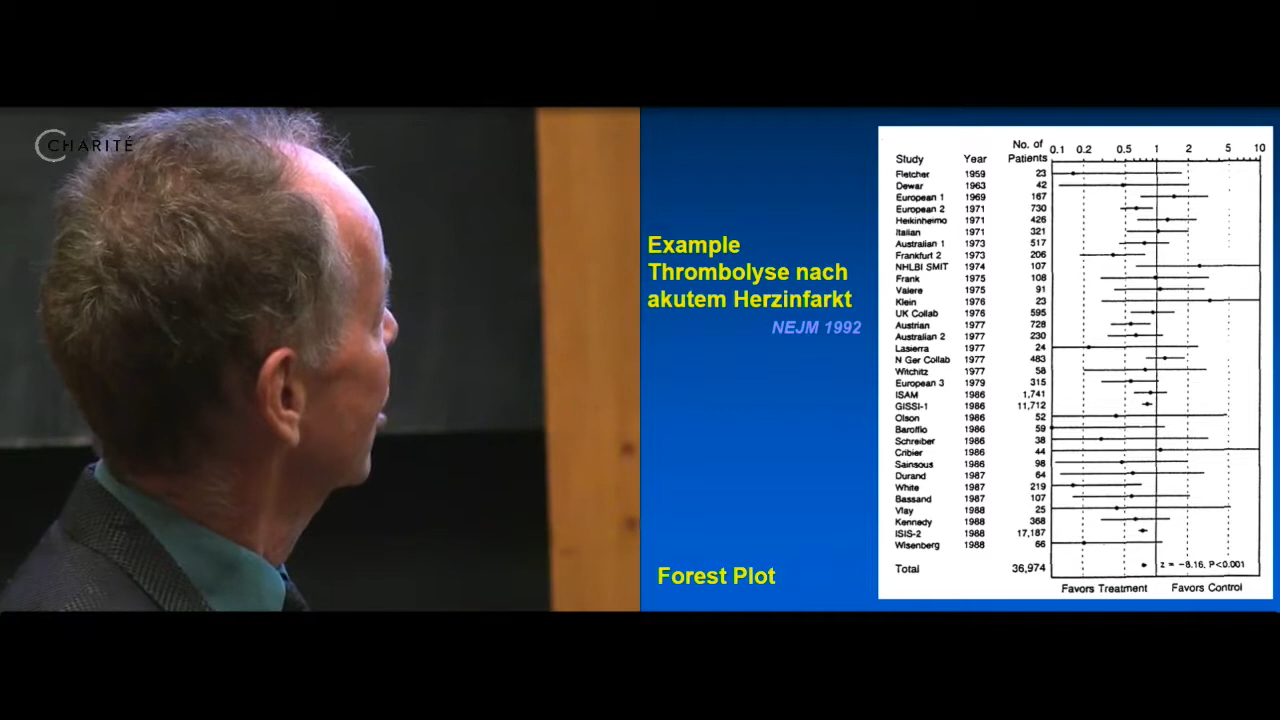 CHARITÉ
Example
Thrombolyse nach
akutem Herzinfarkt
NEJM 1992
Forest Plot
No. of
Study Year Patients 0.1 0.2 0.5 1 2 5 10
Fletcher 1959 23
Dewar 1963 42
European 1 1969 167
European 2 1971 730
Heikinheimo 1971 426
Italian 1971 321
Australian 1 1973 517
Frankfurt 2 1973 206
NHLBI SMIT 1974 107
Frank 1975 108
Valere 1975 91
Klein 1976 23
UK Collab 1976 595
Austrian 1977 728
Australian 2 1977 230
Lasierra 1977 24
N Ger Collab 1977 483
Witchitz 1977 58
European 3 1979 315
ISAM 1986 1,741
GISSI-1 1986 11,712
Olson 1986 52
Baroffio 1986 59
Schreiber 1986 38
Cribier 1986 44
Sainsous 1986 98
Durand 1987 64
White 1987 219
Bassand 1987 107
Vlay 1988 25
Kennedy 1988 368
ISIS-2 1988 17,187
Wisenberg 1988 66
Total 36,974 z = −8.16, P<0.001
Favors Treatment Favors Control